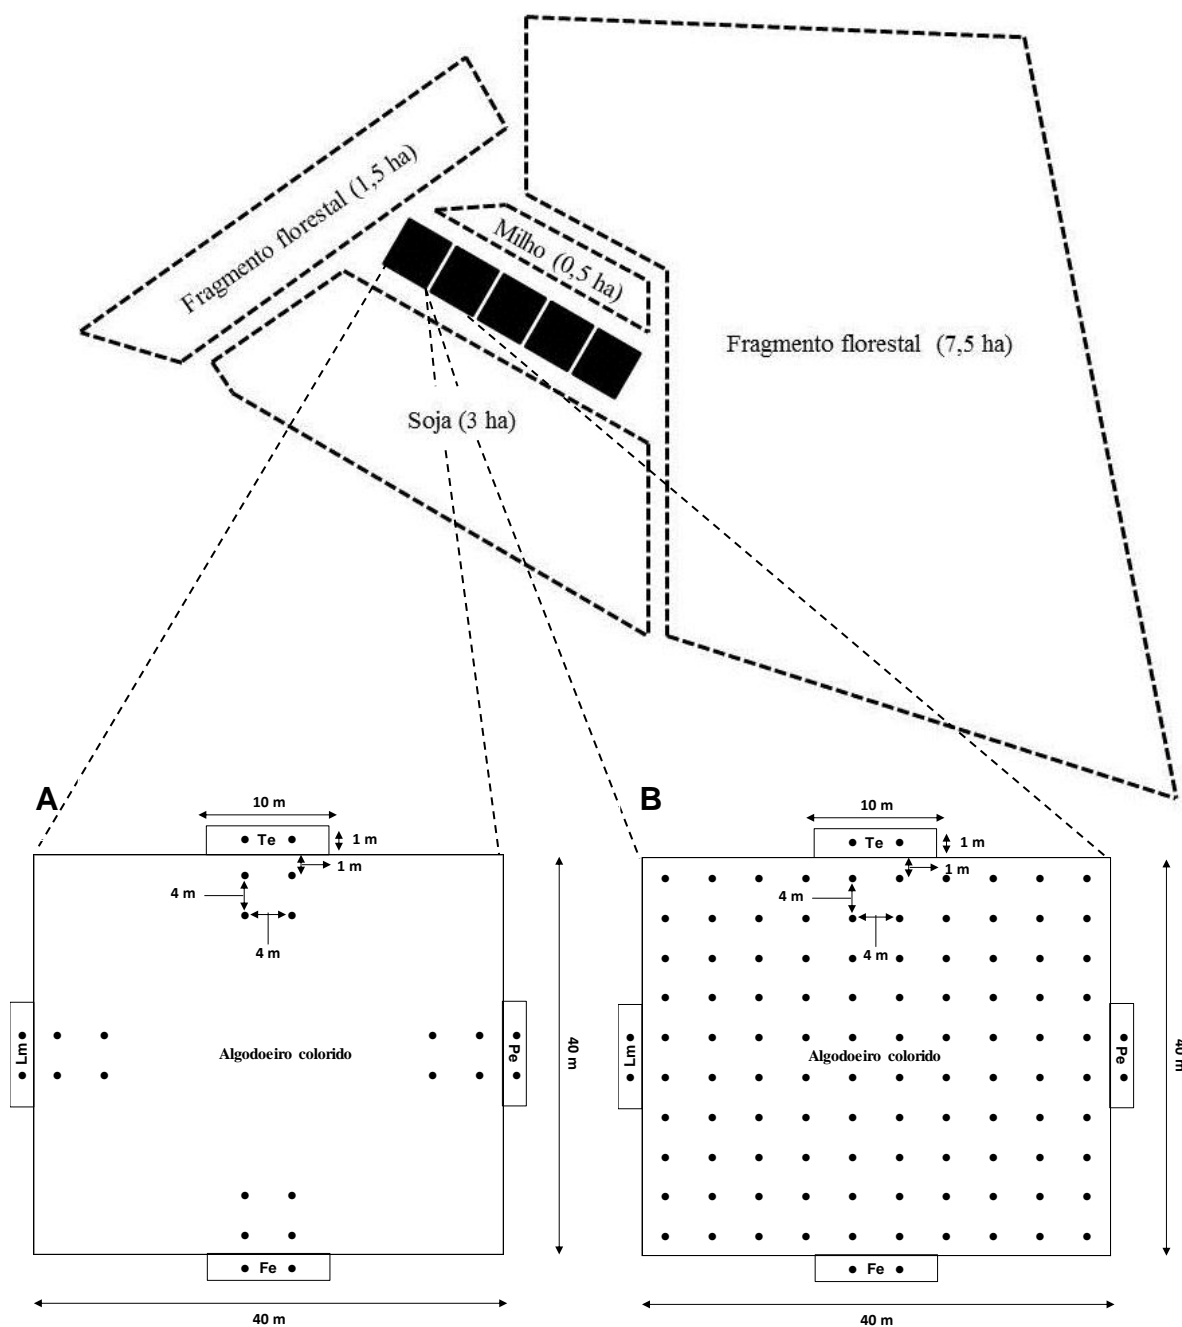 Fragmento florestal (1,5 ha)
Milho (0,5 ha)
Fragmento florestal (7,5 ha)
Soja (3 ha)
A
10 m
Te
1 m
1 m
4 m
4 m
Lm
Algodoeiro colorido
Pe
40 m
Fe
40 m
B
10 m
Te
1 m
1 m
4 m
4 m
Lm
Algodoeiro colorido
Pe
40 m
Fe
40 m